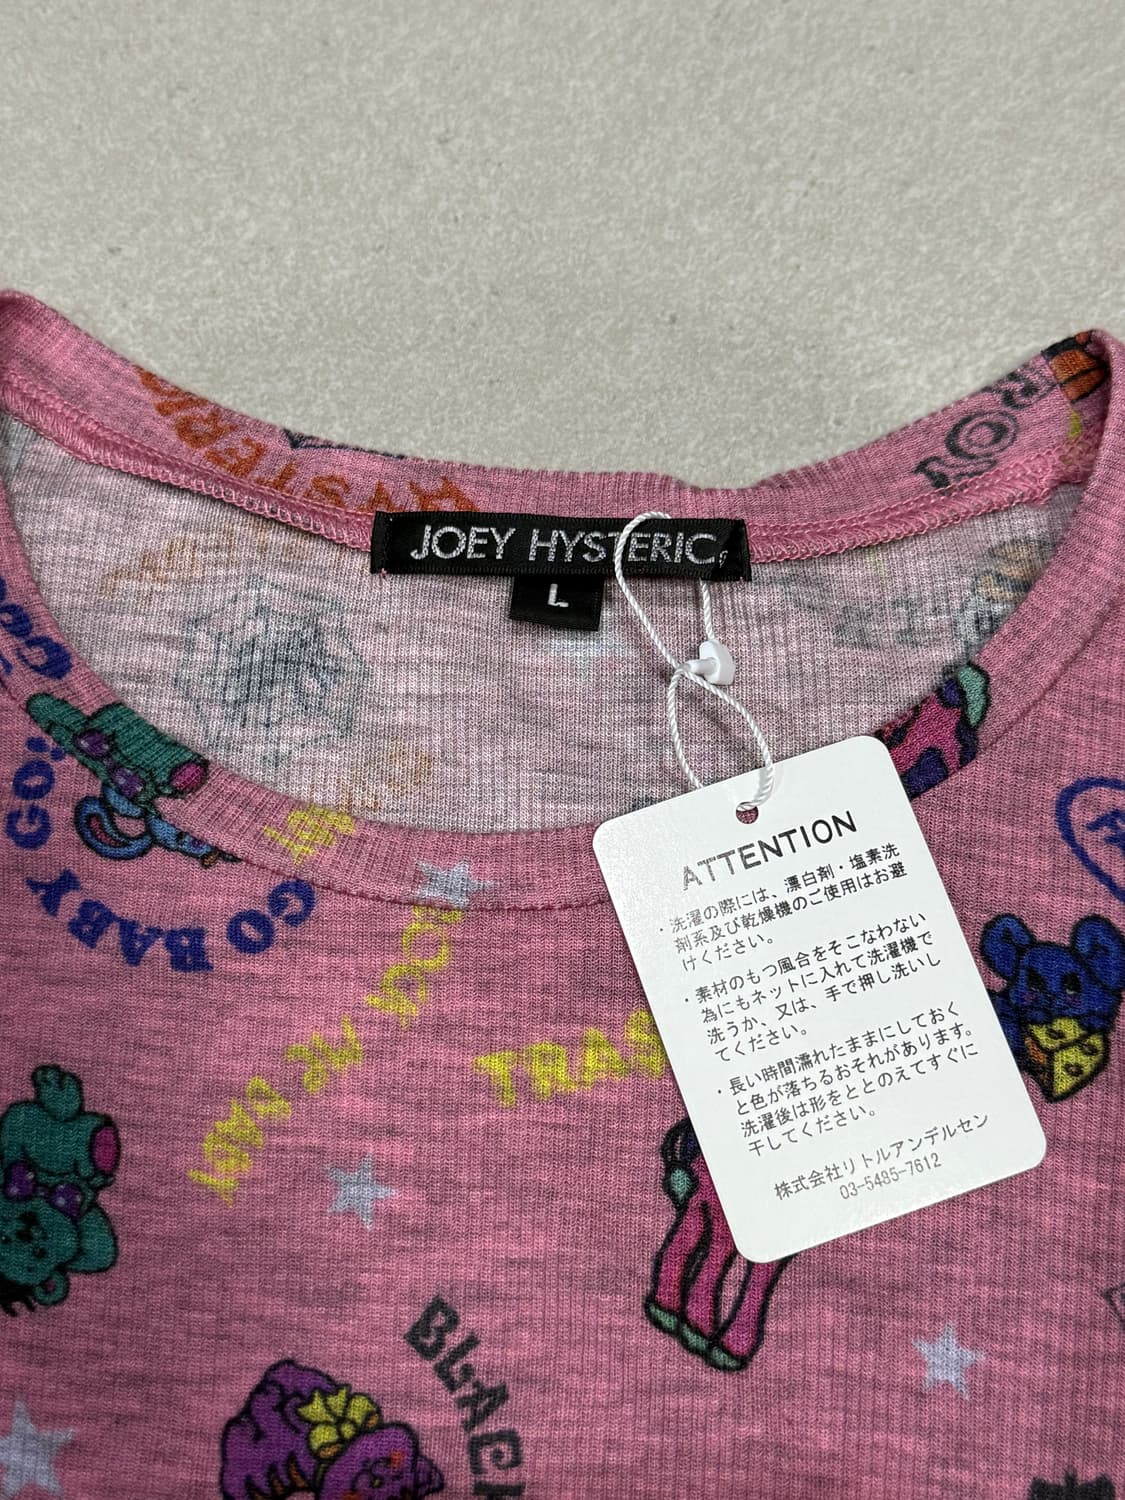 HYSTERIC
JOEY HYSTERIC
L
GO BABY GO!!
ROCK
ME BABY
TRAS
BLACK
ATTENTION
・洗濯の際には、漂白剤・塩素洗
剤系及び乾燥機のご使用はお避
けください。
・素材のもつ風合をそこなわない
為にもネットに入れて洗濯機で
洗うか、又は、手で押し洗いし
てください。
・長い時間濡れたままにしておく
と色が落ちるおそれがあります。
洗濯後は形をととのえてすぐに
干してください。
株式会社リトルアンデルセン
03-5485-7612